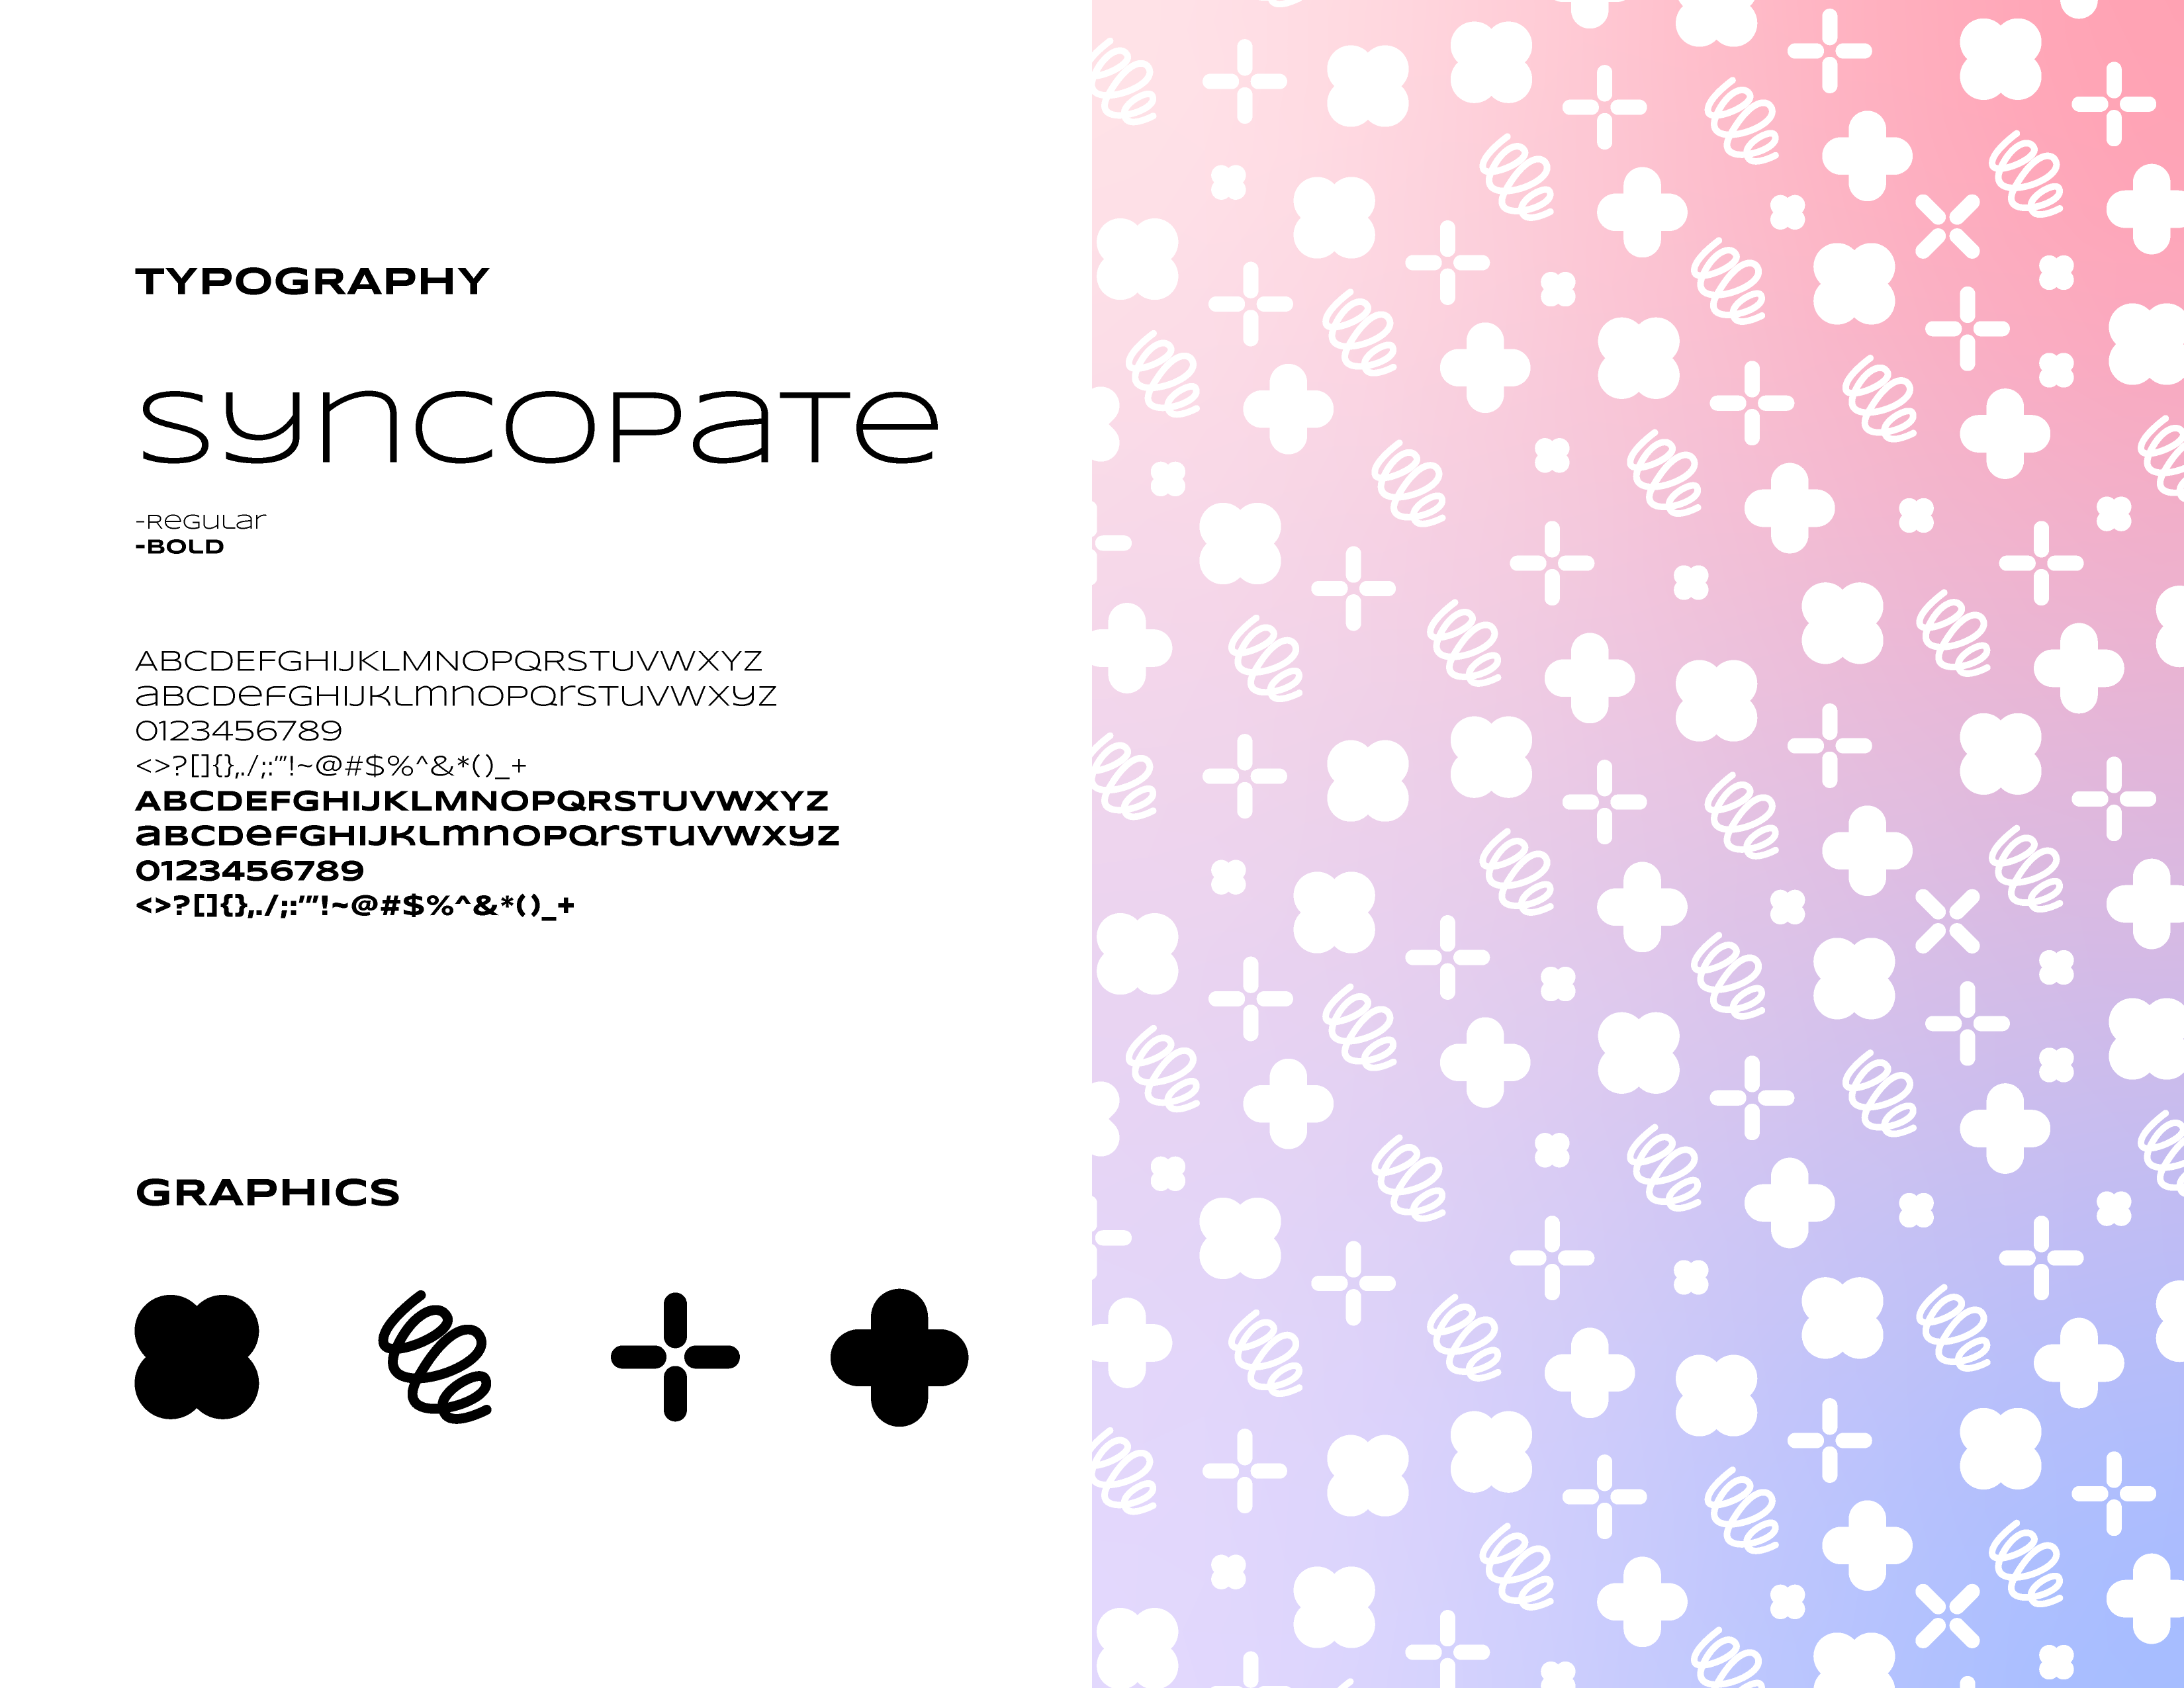 TYPOGRAPHY
syncopate
-Regular
-BOLD
ABCDEFGHIJKLMNOPQRSTUVWXYZ
abcdefghijklmnopqrstuvwxyz
0123456789
<>?[]{},./;:'"!~@#$%^&*()_+
ABCDEFGHIJKLMNOPQRSTUVWXYZ
abcdefghijklmnopqrstuvwxyz
0123456789
<>?[]{},./;:'"!~@#$%^&*()_+
GRAPHICS